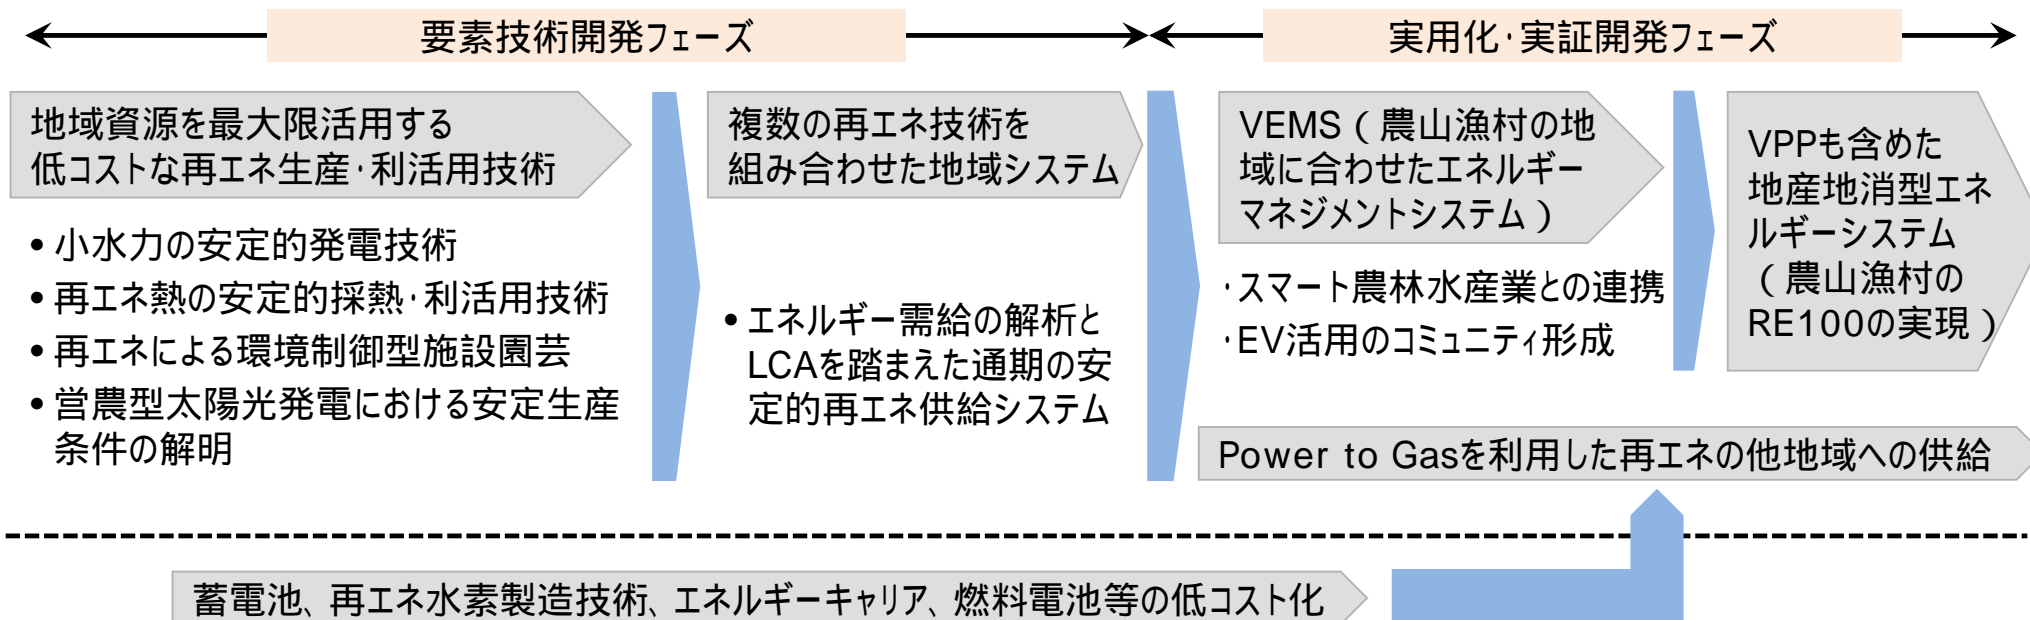 要素技術開発フェーズ
実用化・実証開発フェーズ
地域資源を最大限活用する
低コストな再エネ生産・利活用技術
• 小水力の安定的発電技術
• 再エネ熱の安定的採熱・利活用技術
• 再エネによる環境制御型施設園芸
• 営農型太陽光発電における安定生産
条件の解明
複数の再エネ技術を
組み合わせた地域システム
• エネルギー需給の解析と
LCAを踏まえた通期の安
定的再エネ供給システム
VEMS（農山漁村の地
域に合わせたエネルギー
マネジメントシステム）
・スマート農林水産業との連携
・EV活用のコミュニティ形成
VPPも含めた
地産地消型エネ
ルギーシステム
（農山漁村の
RE100の実現）
Power to Gasを利用した再エネの他地域への供給
蓄電池、再エネ水素製造技術、エネルギーキャリア、燃料電池等の低コスト化